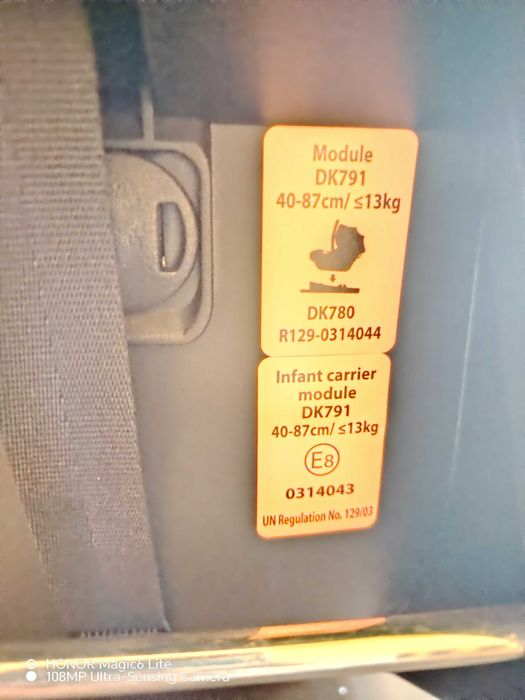 Module
DK791
40-87cm/ ≤13kg
DK780
R129-0314044
Infant carrier
module
DK791
40-87cm/ ≤13kg
E8
0314043
UN Regulation No. 129/03
HONOR Magic6 Lite
108MP Ultra-Sensing Camera